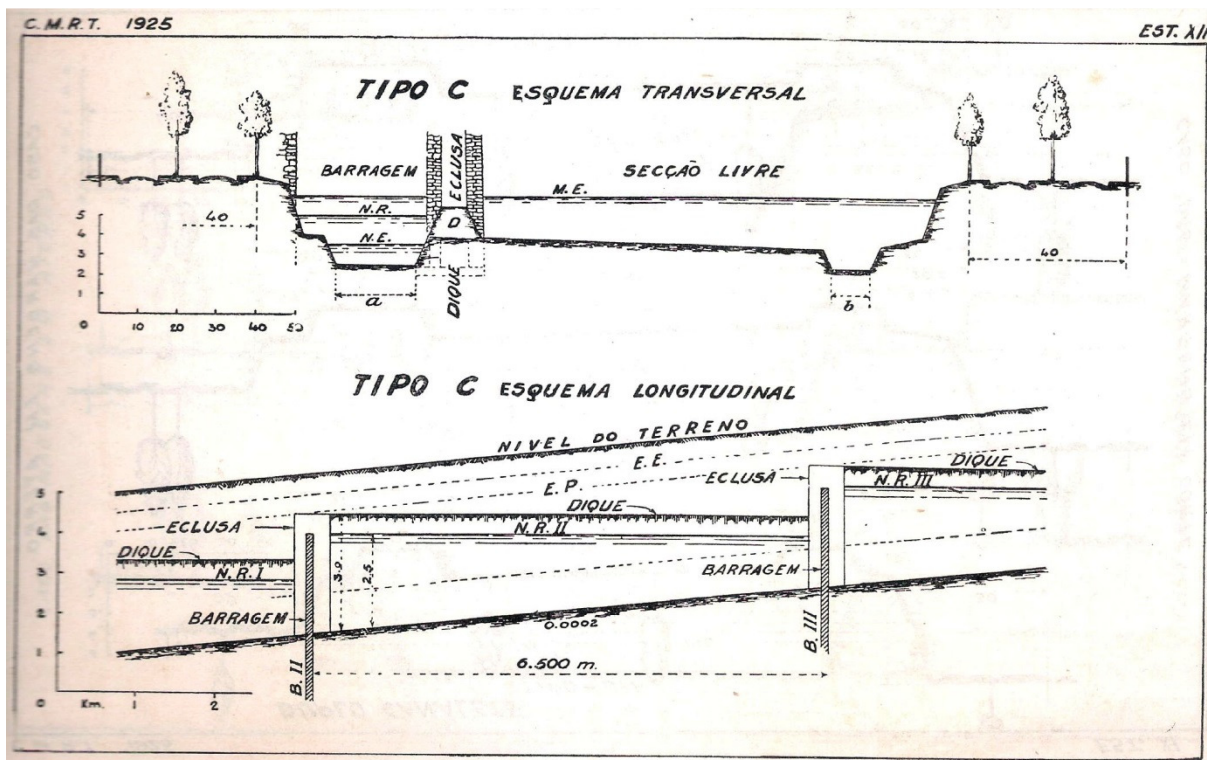 C.M.R.T. 1925
EST. XII
TIPO C ESQUEMA TRANSVERSAL
BARRAGEM
ECLUSA
SECÇÃO LIVRE
M.E.
N.R.
N.E.
D
DIQUE
40
40
a
b
5
4
3
2
1
0 10 20 30 40 50
TIPO C ESQUEMA LONGITUDINAL
NIVEL DO TERRENO
E.E.
E.P.
ECLUSA
DIQUE
N.R.III
DIQUE
N.R.II
ECLUSA
DIQUE
N.R.I
BARRAGEM
BARRAGEM
3.0
2.5
0.0002
B. II
B. III
6.500 m.
5
4
3
2
1
0 Km. 1 2